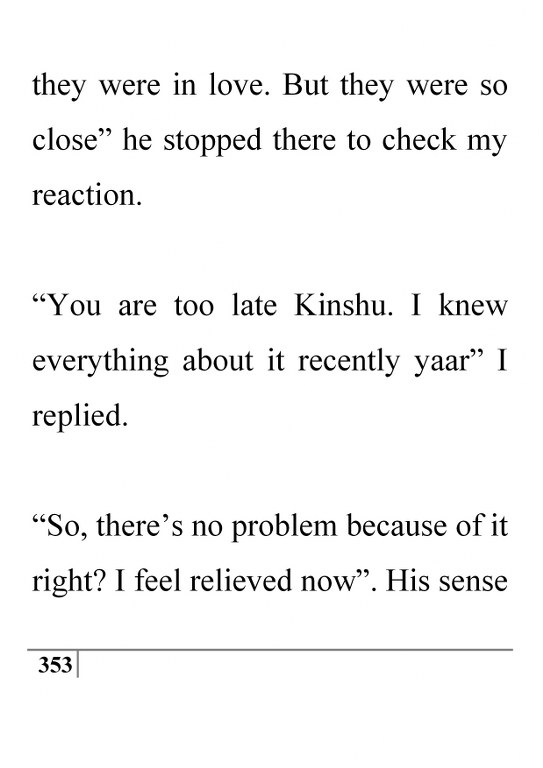 they were in love. But they were so
close” he stopped there to check my
reaction.
“You are too late Kinshu. I knew
everything about it recently yaar” I
replied.
“So, there’s no problem because of it
right? I feel relieved now”. His sense
353